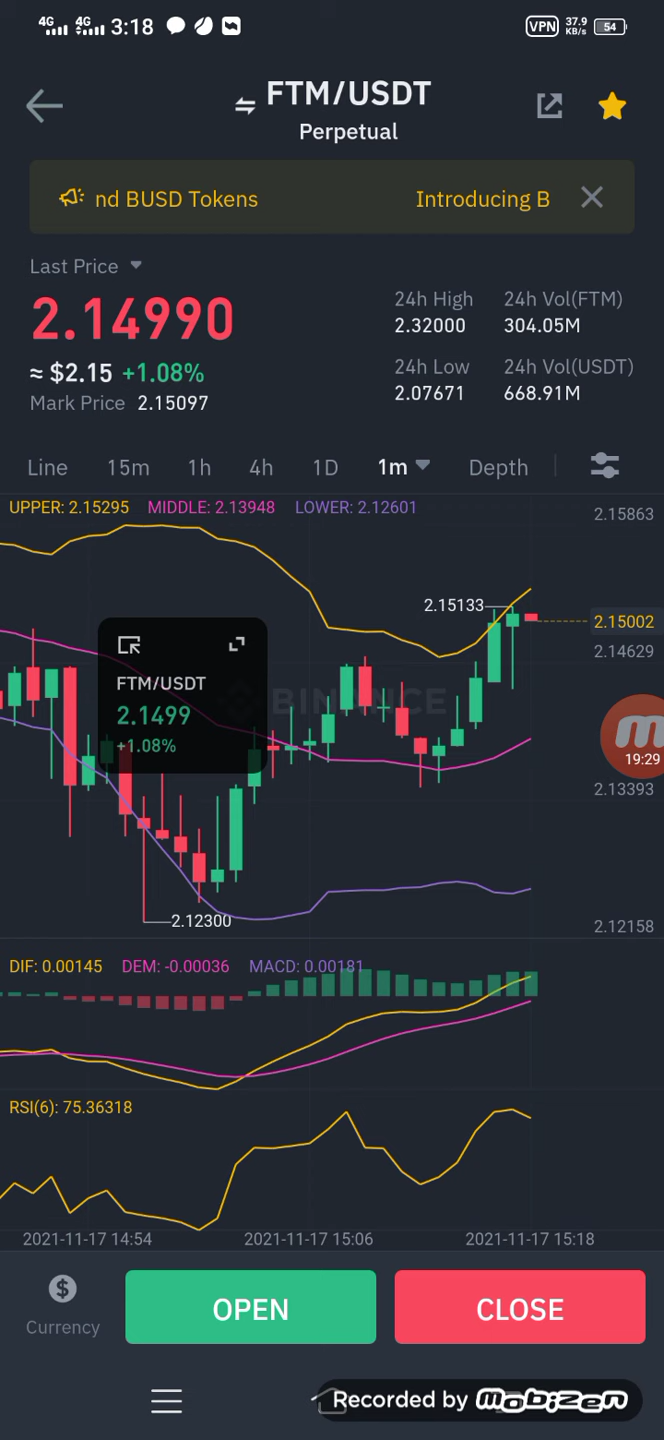 4G 4G 3:18 VPN 37.9 KB/s 54
FTM/USDT
Perpetual
nd BUSD Tokens Introducing B
Last Price
2.14990
≈ $2.15 +1.08%
Mark Price 2.15097
24h High 24h Vol(FTM)
2.32000 304.05M
24h Low 24h Vol(USDT)
2.07671 668.91M
Line 15m 1h 4h 1D 1m Depth
UPPER: 2.15295 MIDDLE: 2.13948 LOWER: 2.12601
2.15863
2.15133
2.15002
2.14629
FTM/USDT
2.1499
+1.08%
BINANCE
19:29
2.13393
2.12300
2.12158
DIF: 0.00145 DEM: -0.00036 MACD: 0.00181
RSI(6): 75.36318
2021-11-17 14:54 2021-11-17 15:06 2021-11-17 15:18
$
Currency
OPEN
CLOSE
Recorded by mobizen